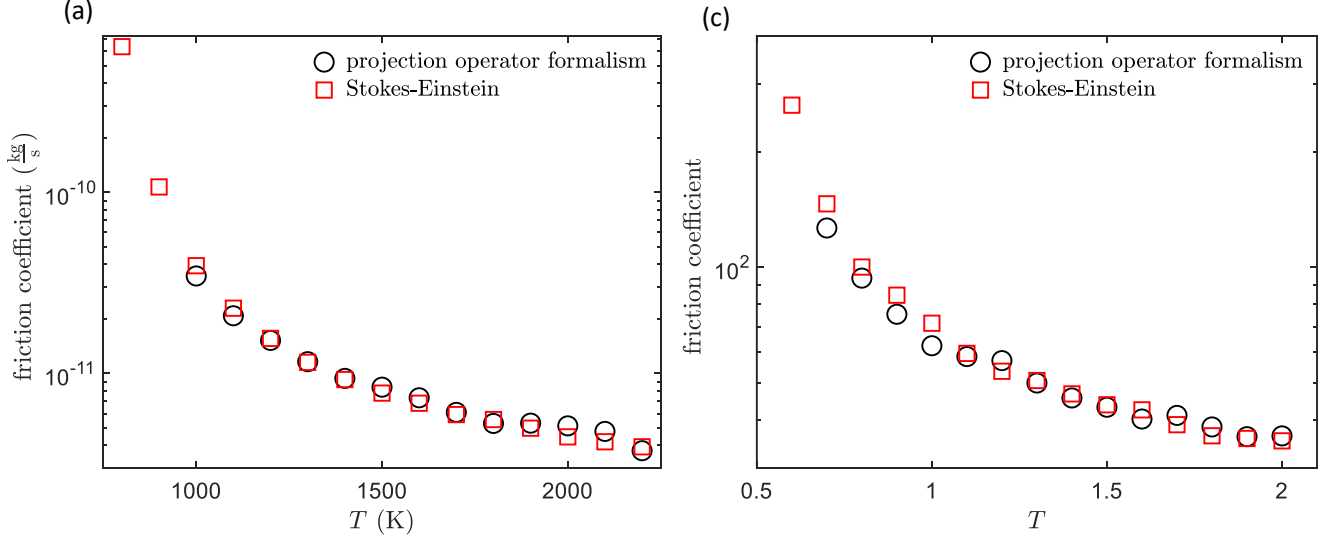 (a)
projection operator formalism
Stokes-Einstein
friction coefficient (kg/s)
10^-10
10^-11
1000
1500
2000
T (K)
(c)
projection operator formalism
Stokes-Einstein
friction coefficient
10^2
0.5
1
1.5
2
T